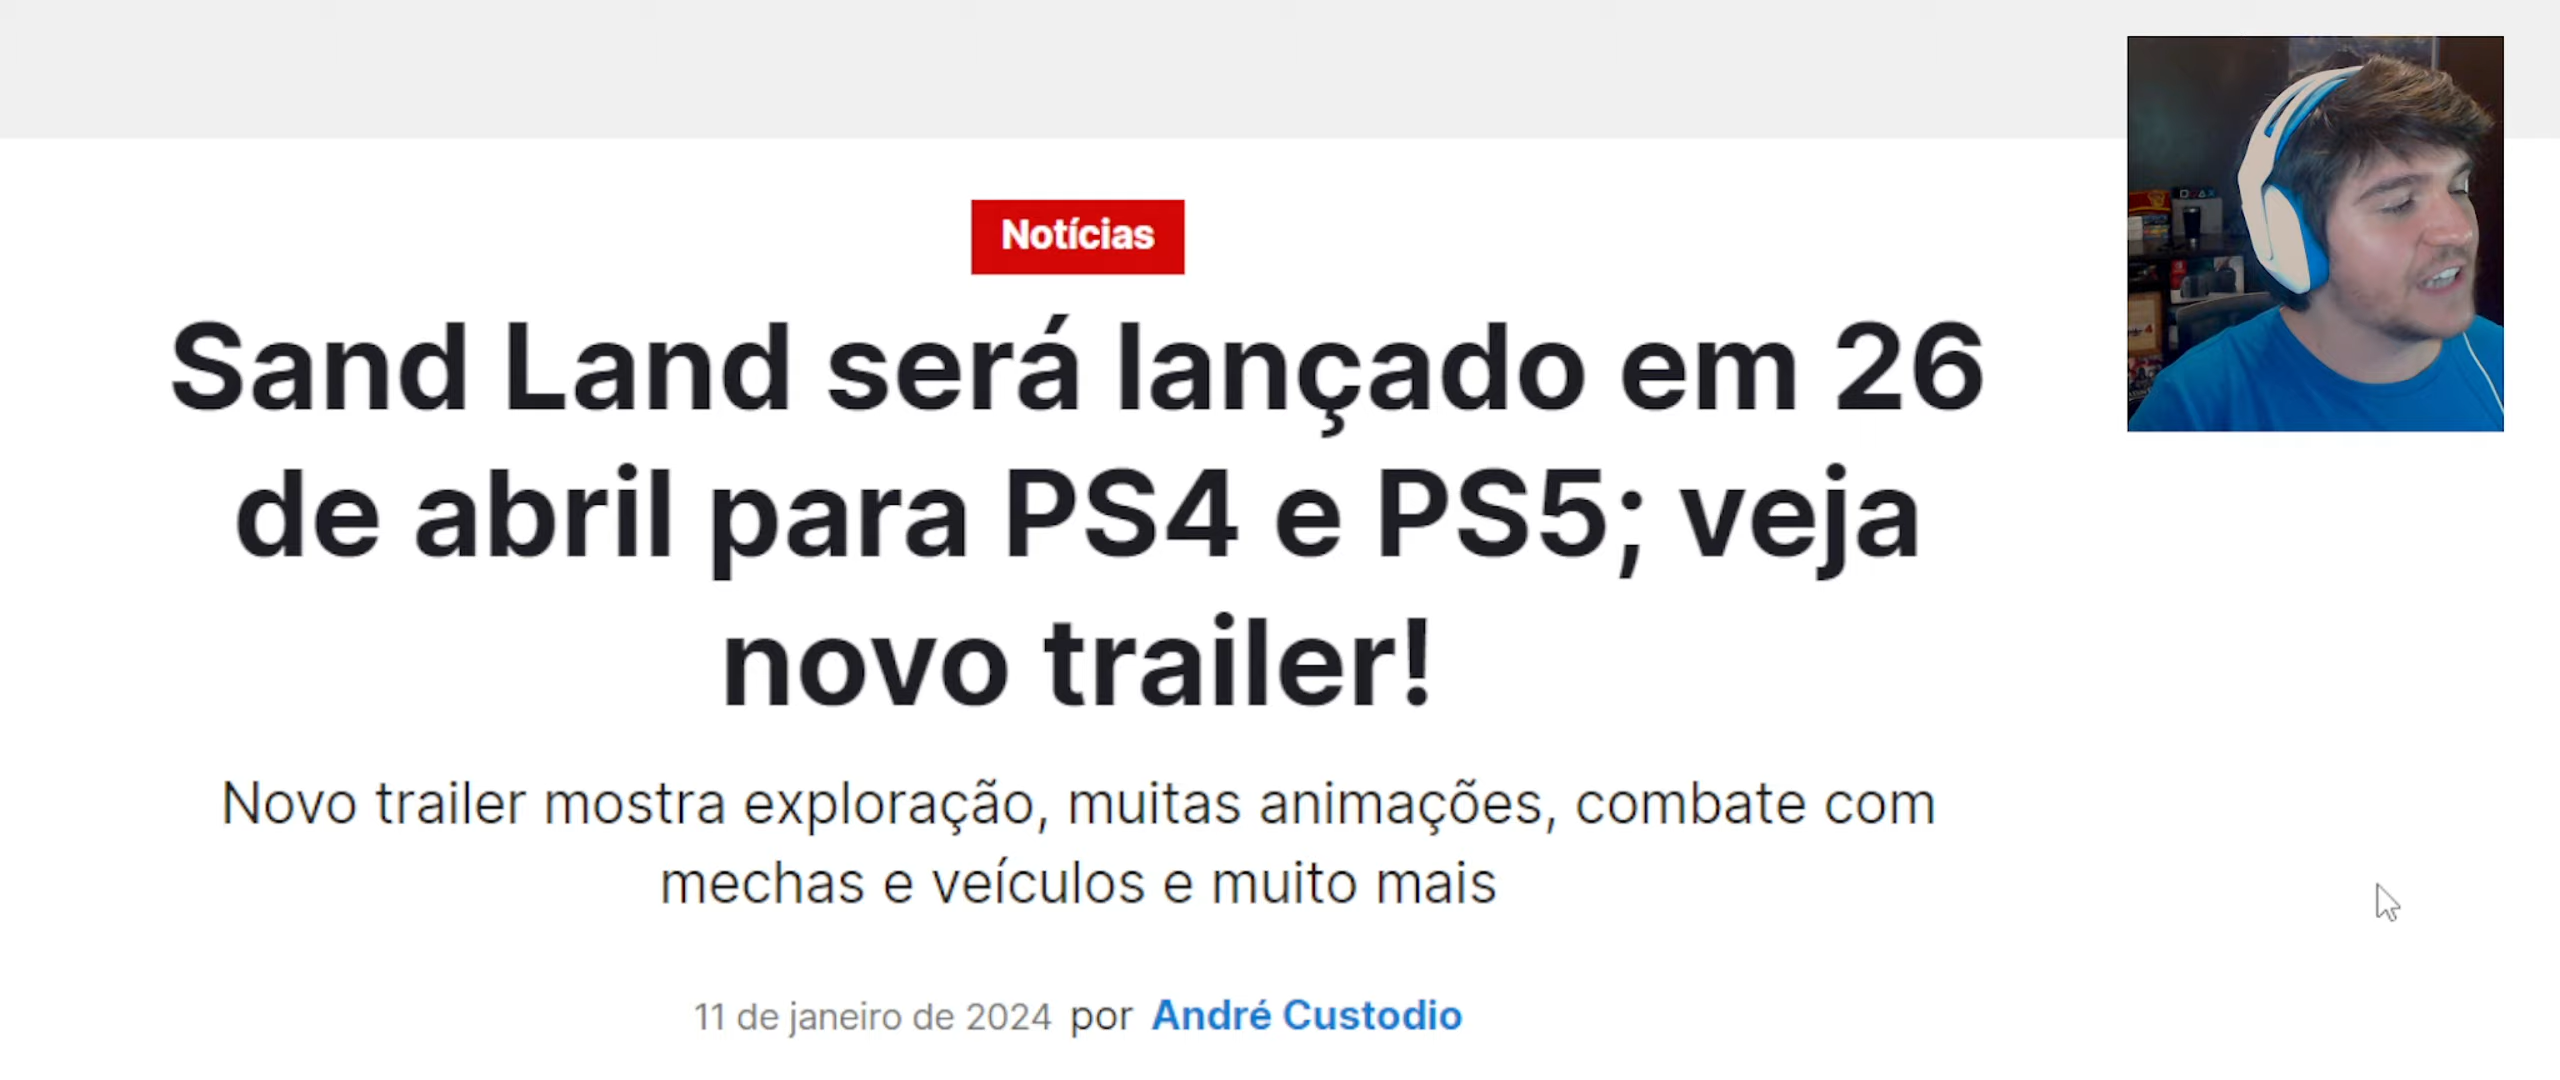 Notícias
Sand Land será lançado em 26
de abril para PS4 e PS5; veja
novo trailer!
Novo trailer mostra exploração, muitas animações, combate com
mechas e veículos e muito mais
11 de janeiro de 2024 por André Custodio